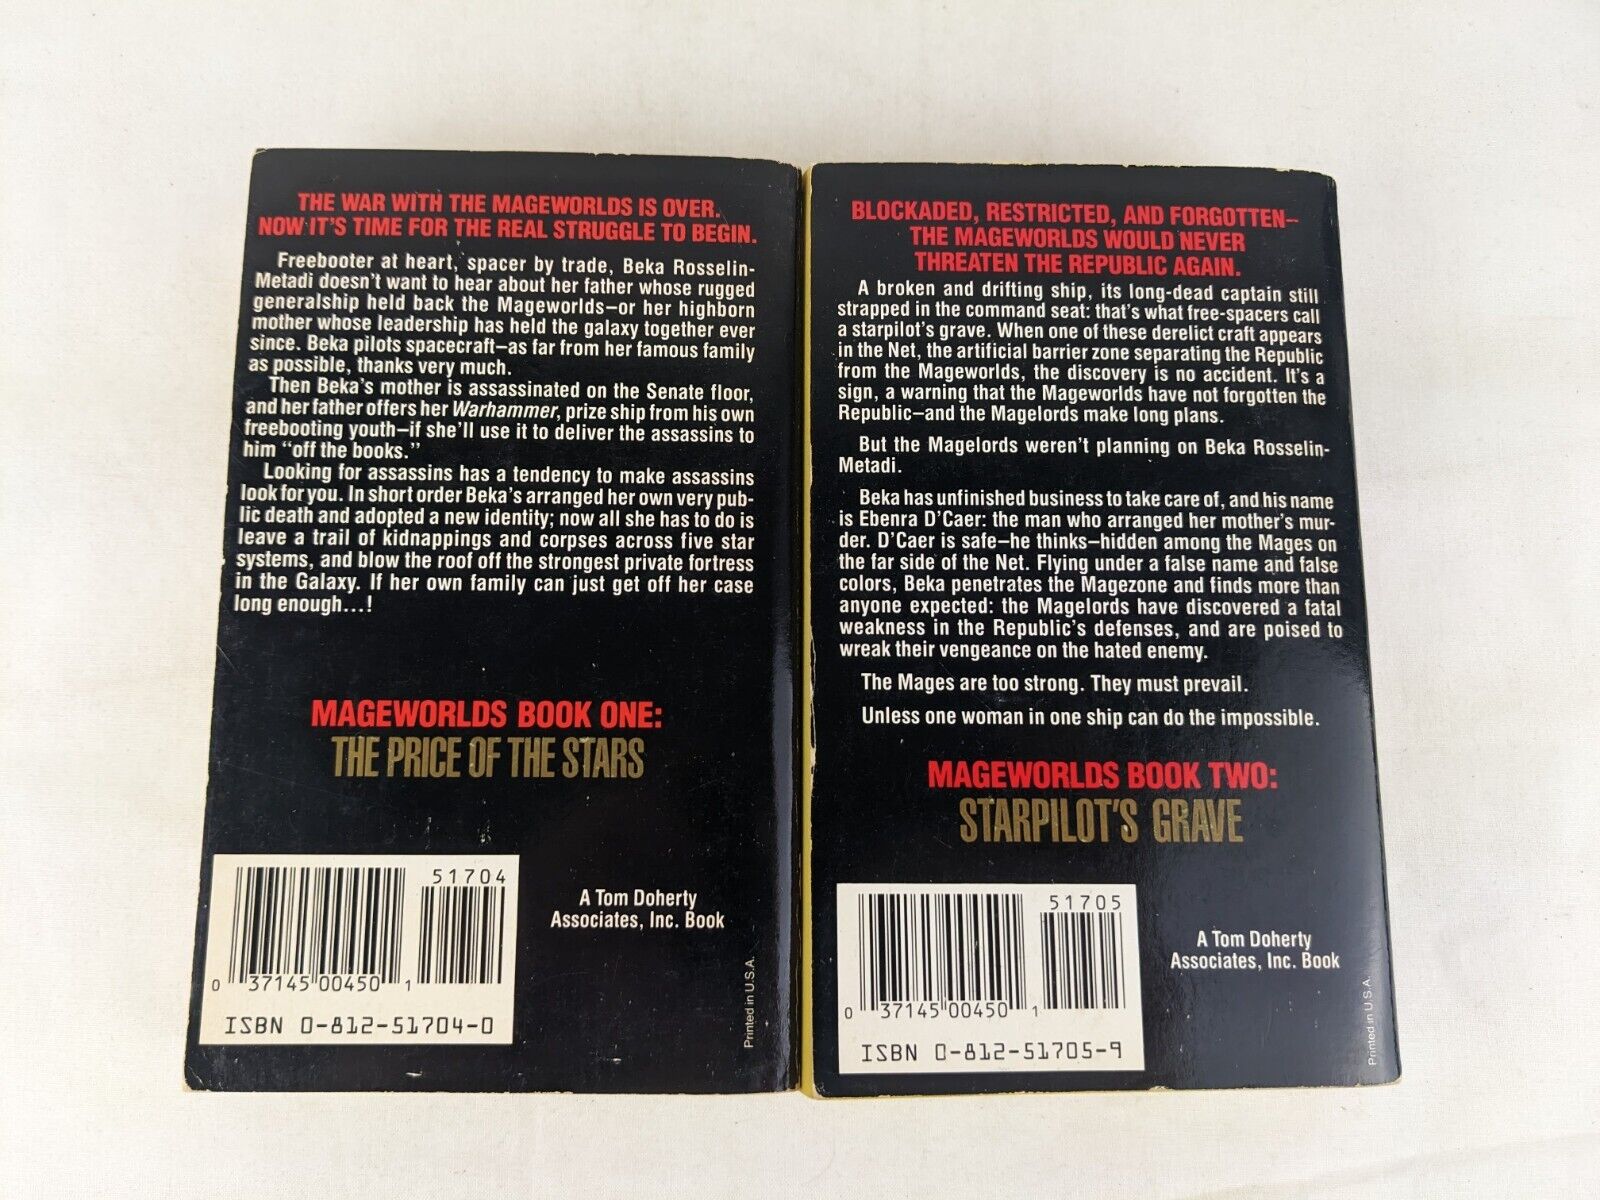 THE WAR WITH THE MAGEWORLDS IS OVER.
NOW IT'S TIME FOR THE REAL STRUGGLE TO BEGIN.
Freebooter at heart, spacer by trade, Beka Rosselin-
Metadi doesn't want to hear about her father whose rugged
generalship held back the Mageworlds—or her highborn
mother whose leadership has held the galaxy together ever
since. Beka pilots spacecraft—as far from her famous family
as possible, thanks very much.
Then Beka's mother is assassinated on the Senate floor,
and her father offers her Warhammer, prize ship from his own
freebooting youth—if she'll use it to deliver the assassins to
him "off the books."
Looking for assassins has a tendency to make assassins
look for you. In short order Beka's arranged her own very pub-
lic death and adopted a new identity; now all she has to do is
leave a trail of kidnappings and corpses across five star
systems, and blow the roof off the strongest private fortress
in the Galaxy. If her own family can just get off her case
long enough...!
MAGEWORLDS BOOK ONE:
THE PRICE OF THE STARS
51704
0 37145 00450 1
ISBN 0-812-51704-0
A Tom Doherty
Associates, Inc. Book
Printed in U.S.A.
BLOCKADED, RESTRICTED, AND FORGOTTEN—
THE MAGEWORLDS WOULD NEVER
THREATEN THE REPUBLIC AGAIN.
A broken and drifting ship, its long-dead captain still
strapped in the command seat: that's what free-spacers call
a starpilot's grave. When one of these derelict craft appears
in the Net, the artificial barrier zone separating the Republic
from the Mageworlds, the discovery is no accident. It's a
sign, a warning that the Mageworlds have not forgotten the
Republic—and the Magelords make long plans.
But the Magelords weren't planning on Beka Rosselin-
Metadi.
Beka has unfinished business to take care of, and his name
is Ebenra D'Caer: the man who arranged her mother's mur-
der. D'Caer is safe—he thinks—hidden among the Mages on
the far side of the Net. Flying under a false name and false
colors, Beka penetrates the Magezone and finds more than
anyone expected: the Magelords have discovered a fatal
weakness in the Republic's defenses, and are poised to
wreak their vengeance on the hated enemy.
The Mages are too strong. They must prevail.
Unless one woman in one ship can do the impossible.
MAGEWORLDS BOOK TWO:
STARPILOT'S GRAVE
51705
0 37145 00450 1
ISBN 0-812-51705-9
A Tom Doherty
Associates, Inc. Book
Printed in U.S.A.